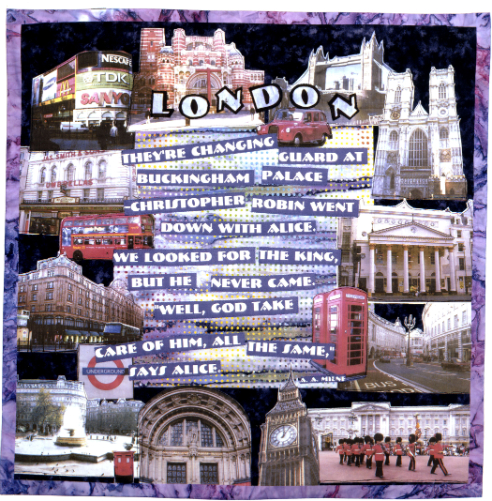 NESCAFÉ
TDK
SANYO
LONDON
THEY'RE CHANGING
GUARD AT
BUCKINGHAM PALACE
-CHRISTOPHER ROBIN WENT
DOWN WITH ALICE.
WE LOOKED FOR THE KING,
BUT HE NEVER CAME.
"WELL, GOD TAKE
CARE OF HIM, ALL THE SAME,"
SAYS ALICE.
A. A. MILNE
UNDERGROUND
BUS